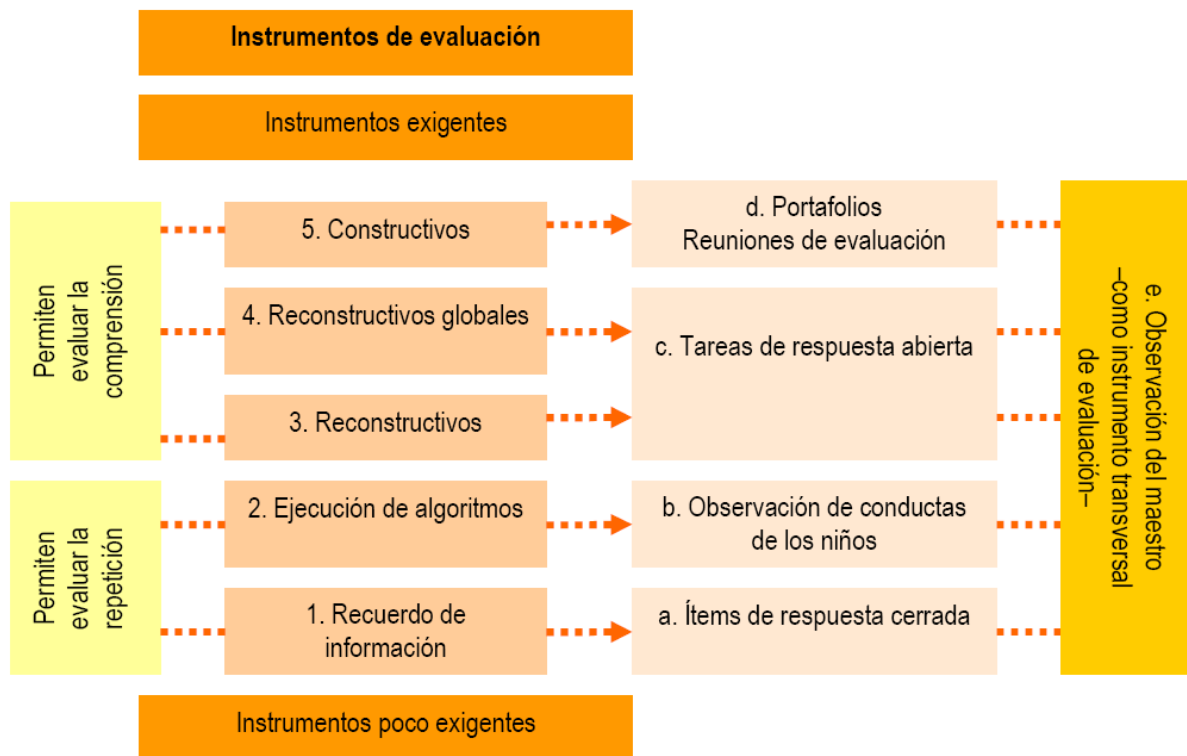 Instrumentos de evaluación
Instrumentos exigentes
Permiten
evaluar la
comprensión
5. Constructivos
d. Portafolios
Reuniones de evaluación
4. Reconstructivos globales
c. Tareas de respuesta abierta
3. Reconstructivos
Permiten
evaluar la
repetición
2. Ejecución de algoritmos
b. Observación de conductas
de los niños
1. Recuerdo de
información
a. Ítems de respuesta cerrada
e. Observación del maestro
–como instrumento transversal
de evaluación–
Instrumentos poco exigentes